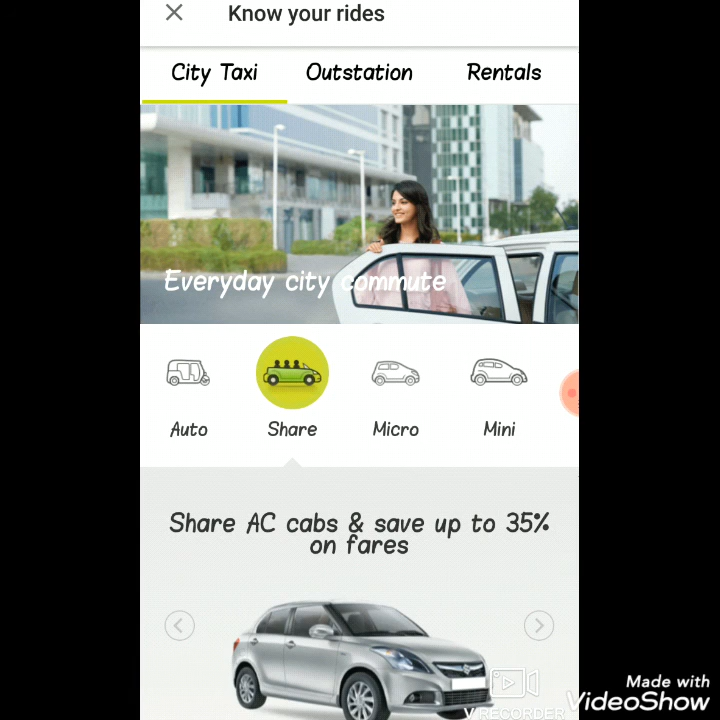 Know your rides
City Taxi Outstation Rentals
Everyday city commute
Auto Share Micro Mini
Share AC cabs & save up to 35%
on fares
Made with
VideoShow
V RECORDER